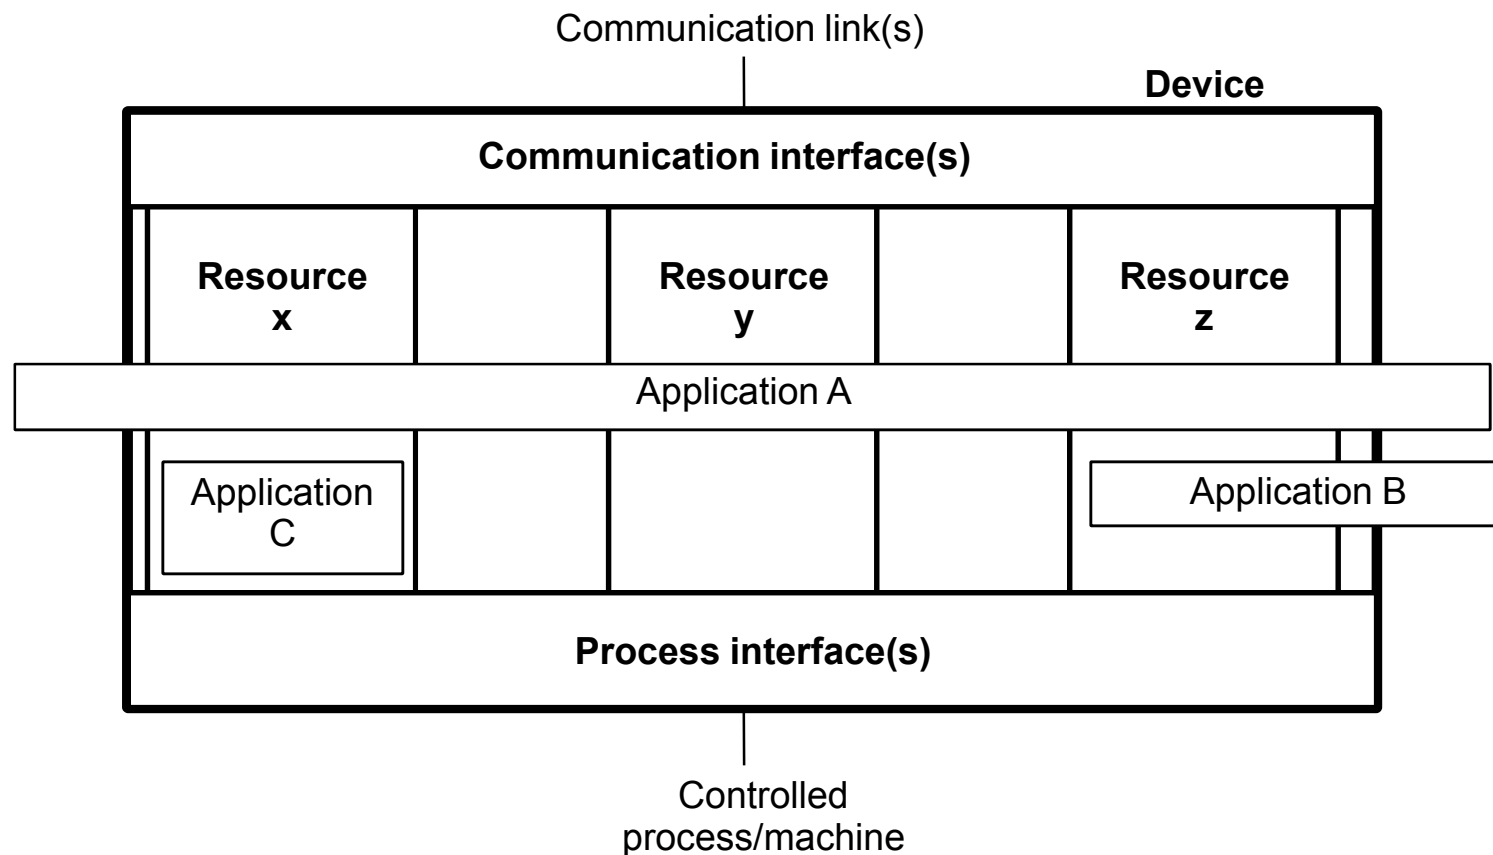 Communication link(s)
Device
Communication interface(s)
Resource
x
Resource
y
Resource
z
Application A
Application
C
Application B
Process interface(s)
Controlled
process/machine